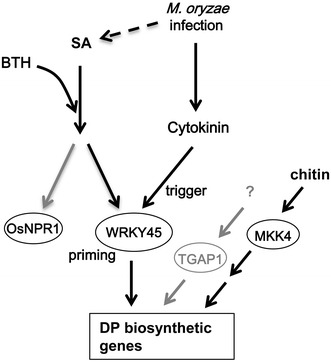 M. oryzae
infection
SA
BTH
Cytokinin
trigger
?
chitin
OsNPR1
WRKY45
MKK4
priming
TGAP1
DP biosynthetic
genes